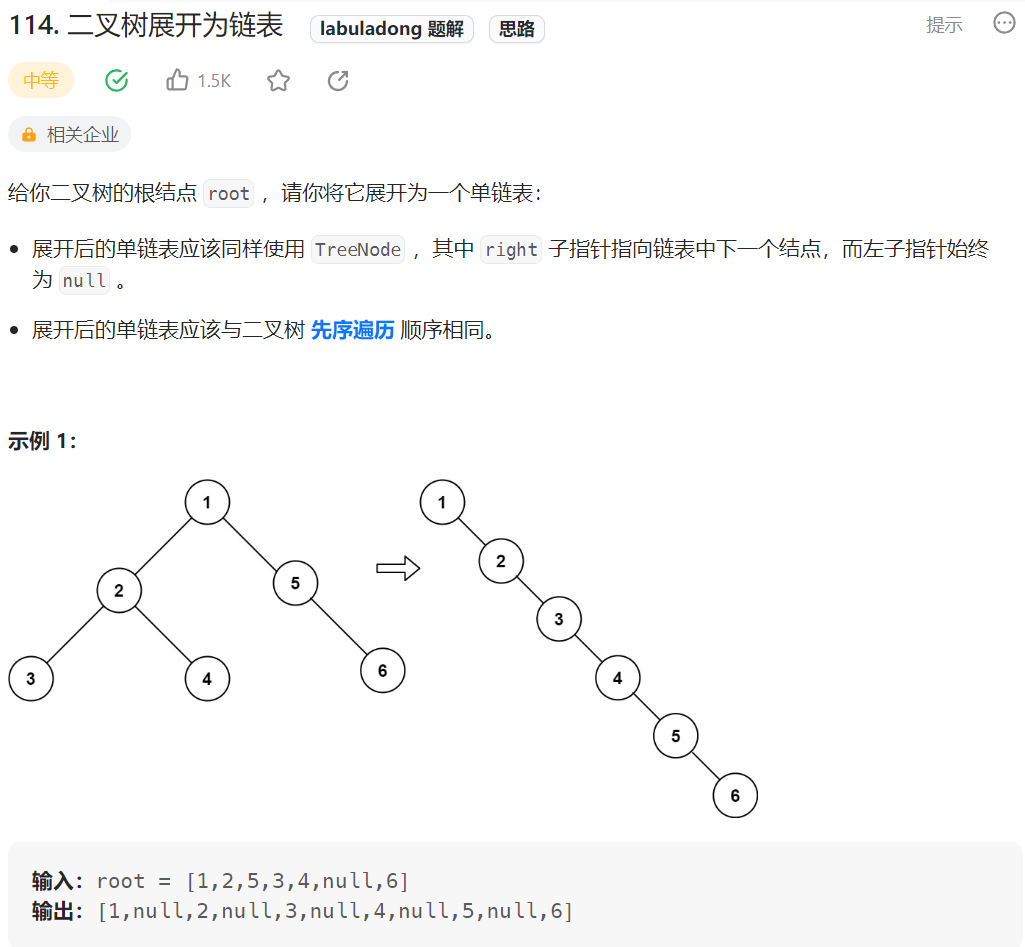 114. 二叉树展开为链表 labuladong 题解 思路 提示
中等 1.5K
相关企业
给你二叉树的根结点 root ，请你将它展开为一个单链表：
展开后的单链表应该同样使用 TreeNode ，其中 right 子指针指向链表中下一个结点，而左子指针始终
为 null 。
展开后的单链表应该与二叉树 先序遍历 顺序相同。
示例 1：
1 1
2 5 2
3 4 6 3
4
5
6
输入：root = [1,2,5,3,4,null,6]
输出：[1,null,2,null,3,null,4,null,5,null,6]